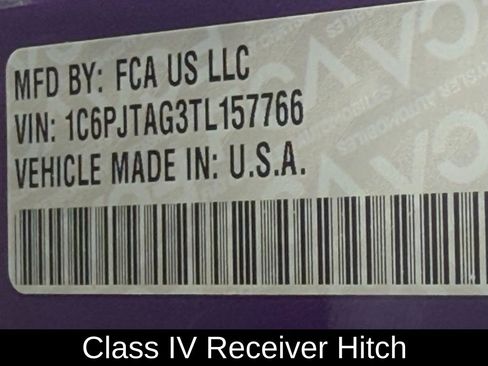 MFD BY: FCA US LLC
VIN: 1C6PJTAG3TL157766
VEHICLE MADE IN: U.S.A.
Class IV Receiver Hitch